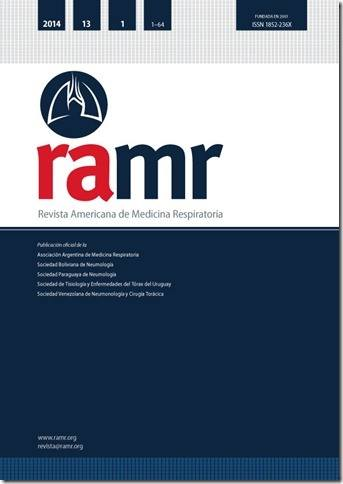 2014 13 1 1–64
FUNDADA EN 2001
ISSN 1852-236X
ramr
Revista Americana de Medicina Respiratoria
Publicación oficial de la
Asociación Argentina de Medicina Respiratoria
Sociedad Boliviana de Neumología
Sociedad Paraguaya de Neumología
Sociedad de Tisiología y Enfermedades del Tórax del Uruguay
Sociedad Venezolana de Neumonología y Cirugía Torácica
www.ramr.org
revista@ramr.org